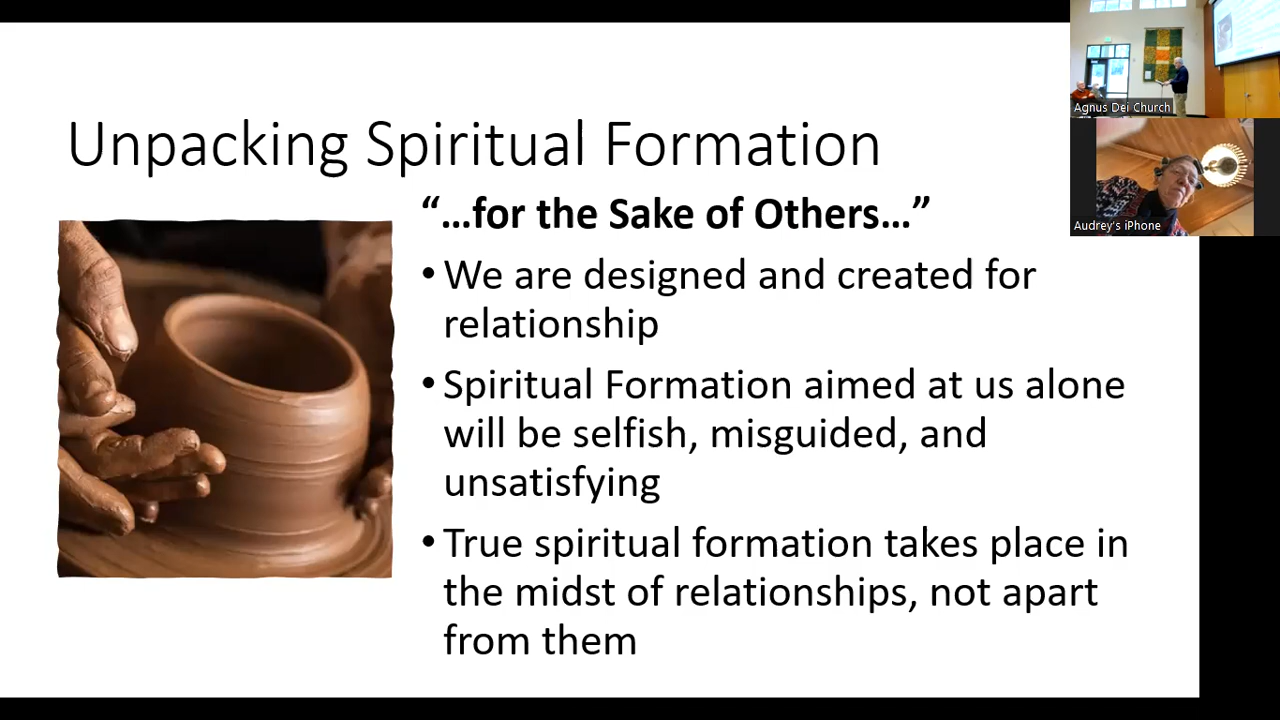 Unpacking Spiritual Formation
“…for the Sake of Others…”
• We are designed and created for
relationship
• Spiritual Formation aimed at us alone
will be selfish, misguided, and
unsatisfying
• True spiritual formation takes place in
the midst of relationships, not apart
from them
Agnus Dei Church
Audrey's iPhone